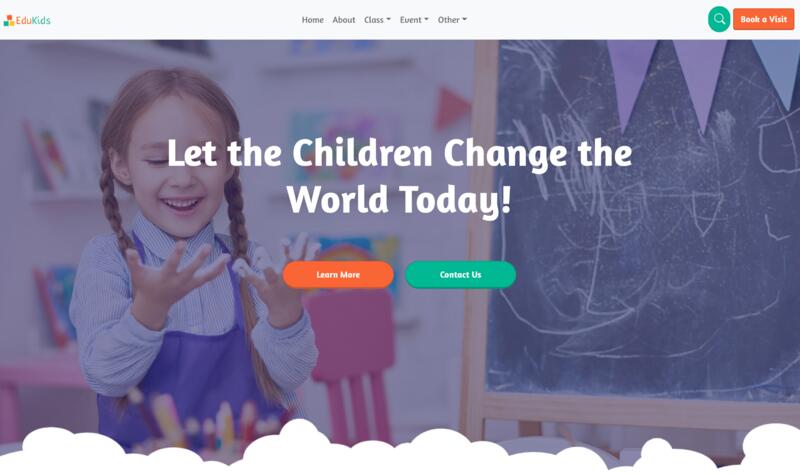 EduKids
Home About Class Event Other
Book a Visit
Let the Children Change the
World Today!
Learn More
Contact Us